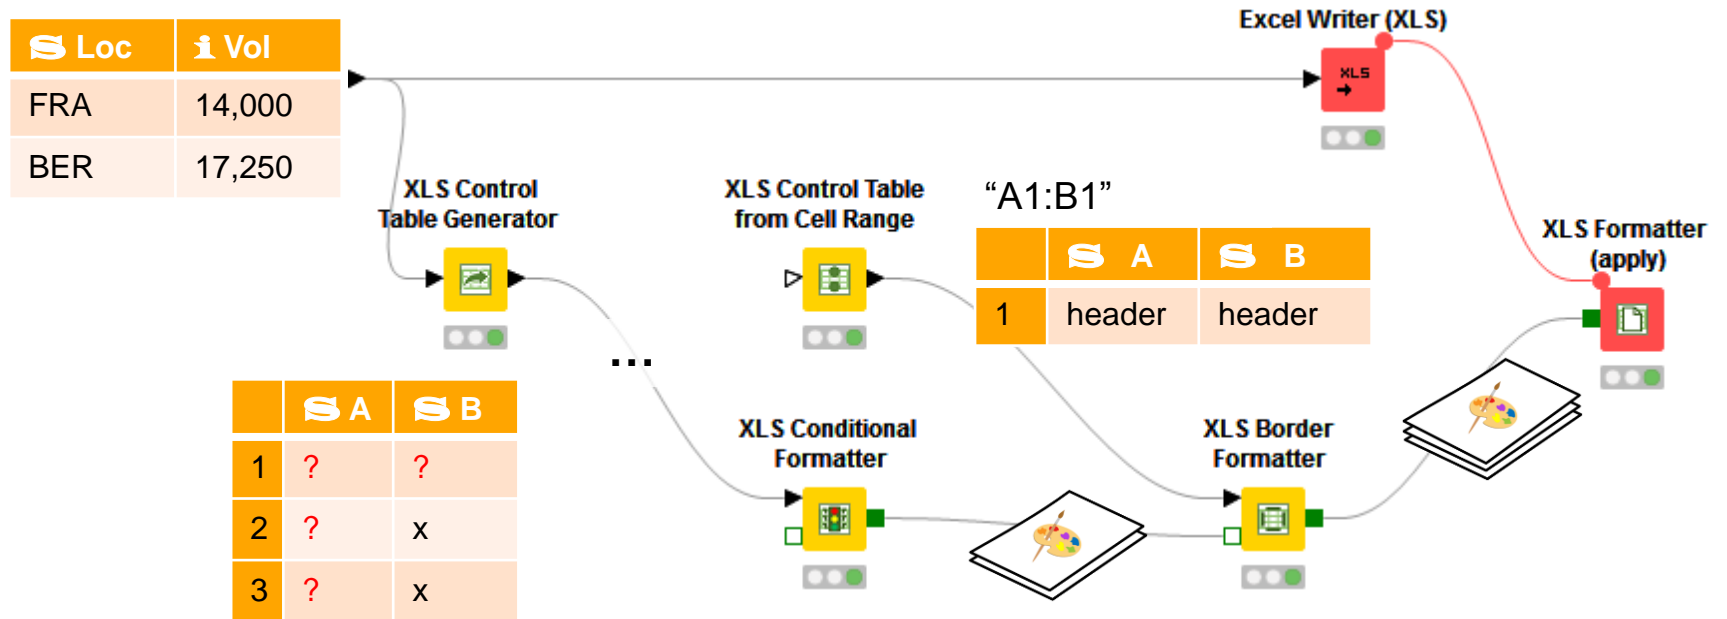 Excel Writer (XLS)
S Loc
i Vol
FRA
14,000
BER
17,250
XLS
XLS Control
Table Generator
XLS Control Table
from Cell Range
“A1:B1”
S A
S B
1
header
header
XLS Formatter
(apply)
...
S A
S B
1
?
?
2
?
x
3
?
x
XLS Conditional
Formatter
XLS Border
Formatter